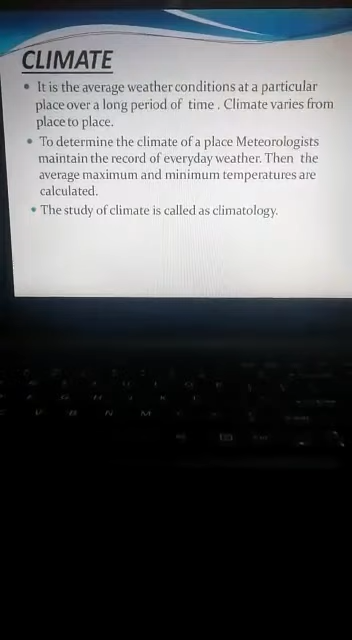 CLIMATE
• It is the average weather conditions at a particular
place over a long period of time . Climate varies from
place to place.
• To determine the climate of a place Meteorologists
maintain the record of everyday weather. Then the
average maximum and minimum temperatures are
calculated.
• The study of climate is called as climatology.
V B N M